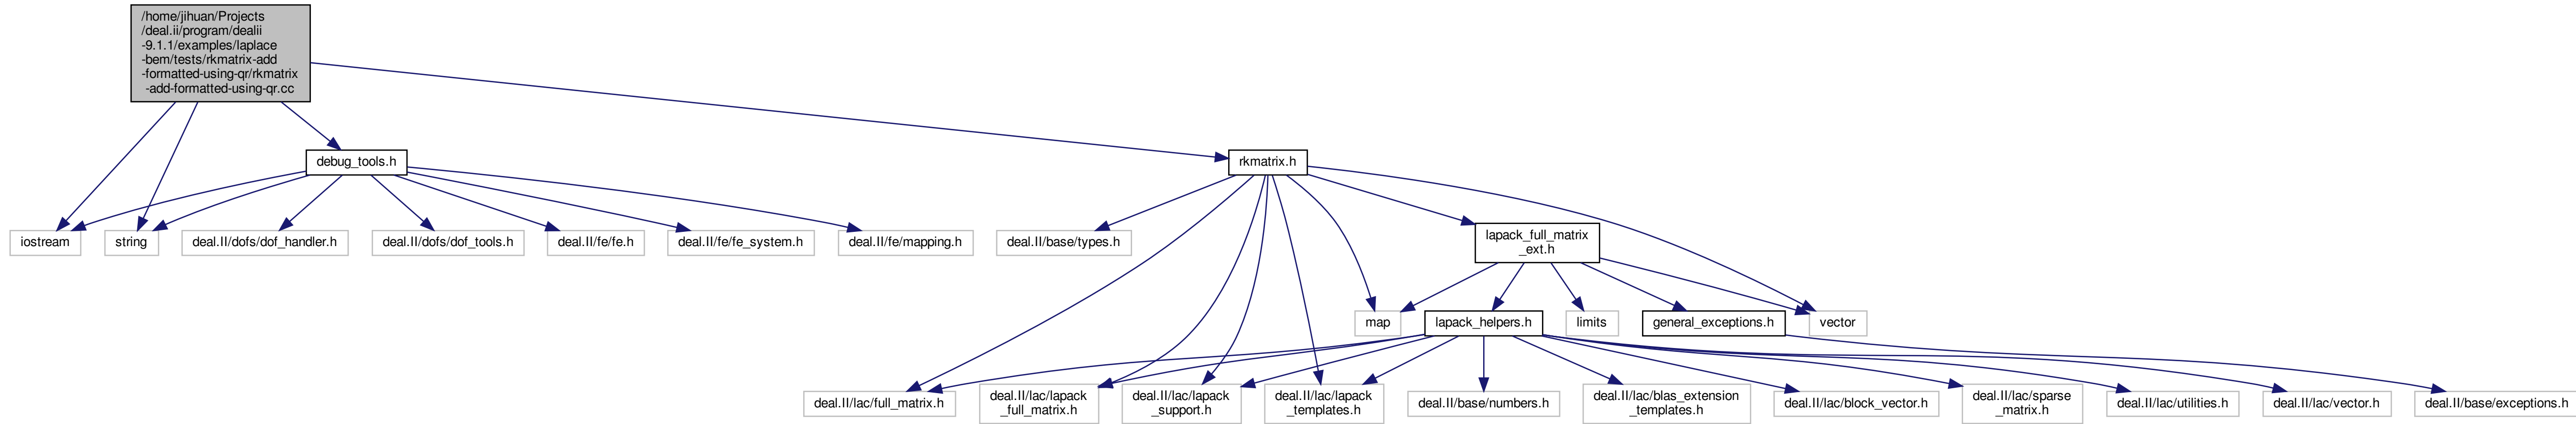 /home/jihuan/Projects
/deal.ii/program/dealii
-9.1.1/examples/laplace
-bem/tests/rkmatrix-add
-formatted-using-qr/rkmatrix
-add-formatted-using-qr.cc
debug_tools.h
rkmatrix.h
iostream
string
deal.II/dofs/dof_handler.h
deal.II/dofs/dof_tools.h
deal.II/fe/fe.h
deal.II/fe/fe_system.h
deal.II/fe/mapping.h
deal.II/base/types.h
lapack_full_matrix
_ext.h
map
lapack_helpers.h
limits
general_exceptions.h
vector
deal.II/lac/full_matrix.h
deal.II/lac/lapack
_full_matrix.h
deal.II/lac/lapack
_support.h
deal.II/lac/lapack
_templates.h
deal.II/base/numbers.h
deal.II/lac/blas_extension
_templates.h
deal.II/lac/block_vector.h
deal.II/lac/sparse
_matrix.h
deal.II/lac/utilities.h
deal.II/lac/vector.h
deal.II/base/exceptions.h